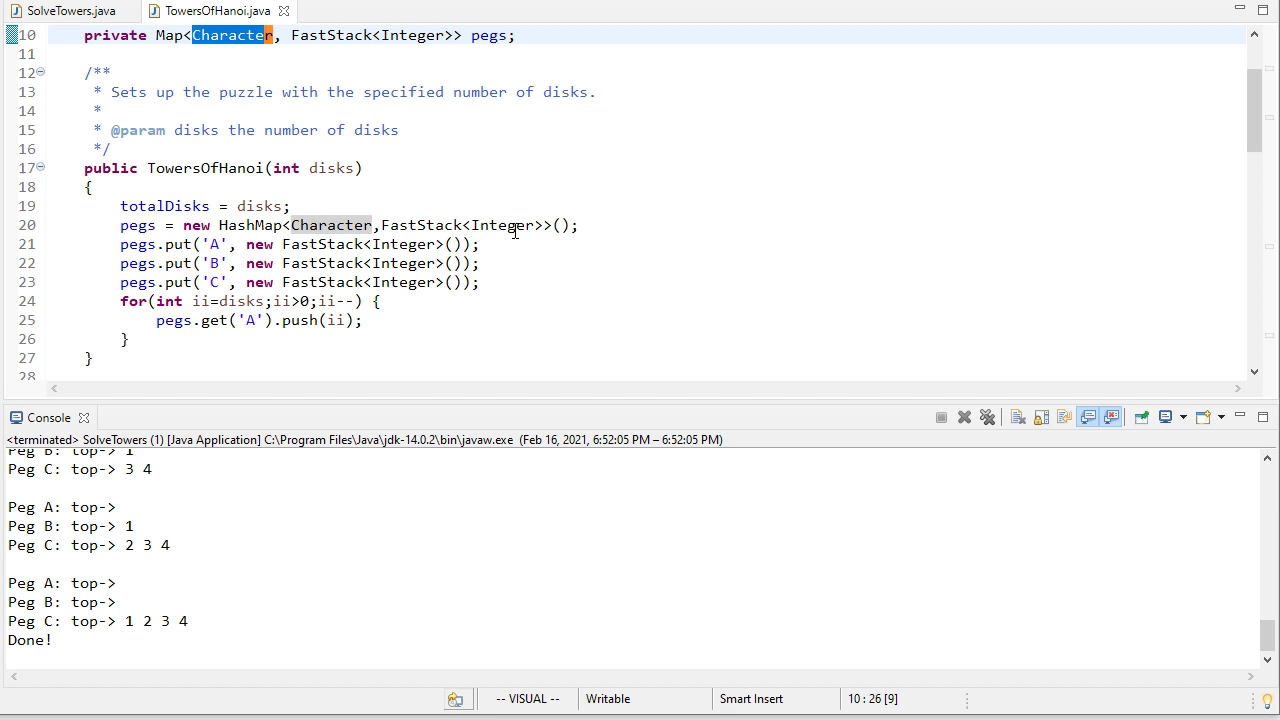 SolveTowers.java TowersOfHanoi.java
10 private Map<Character, FastStack<Integer>> pegs;
11
12 /**
13 * Sets up the puzzle with the specified number of disks.
14 *
15 * @param disks the number of disks
16 */
17 public TowersOfHanoi(int disks)
18 {
19 totalDisks = disks;
20 pegs = new HashMap<Character,FastStack<Integer>>();
21 pegs.put('A', new FastStack<Integer>());
22 pegs.put('B', new FastStack<Integer>());
23 pegs.put('C', new FastStack<Integer>());
24 for(int ii=disks;ii>0;ii--) {
25 pegs.get('A').push(ii);
26 }
27 }
28
Console
<terminated> SolveTowers (1) [Java Application] C:\Program Files\Java\jdk-14.0.2\bin\javaw.exe (Feb 16, 2021, 6:52:05 PM – 6:52:05 PM)
Peg B: top-> 1
Peg C: top-> 3 4
Peg A: top->
Peg B: top-> 1
Peg C: top-> 2 3 4
Peg A: top->
Peg B: top->
Peg C: top-> 1 2 3 4
Done!
-- VISUAL -- Writable Smart Insert 10 : 26 [9]